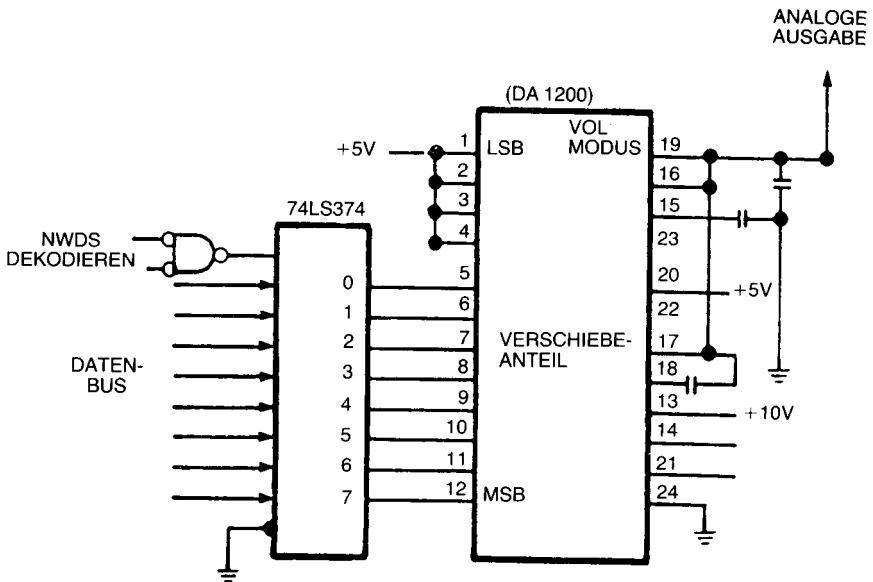 ANALOGE
AUSGABE
(DA 1200)
+5V
1 LSB
VOL
MODUS
19
2
16
3
15
4
23
74LS374
NWDS
DEKODIEREN
0
5
20
+5V
1
6
22
2
7
VERSCHIEBE-
ANTEIL
17
DATEN-
BUS
3
8
18
4
9
13
+10V
5
10
14
6
11
21
7
12 MSB
24